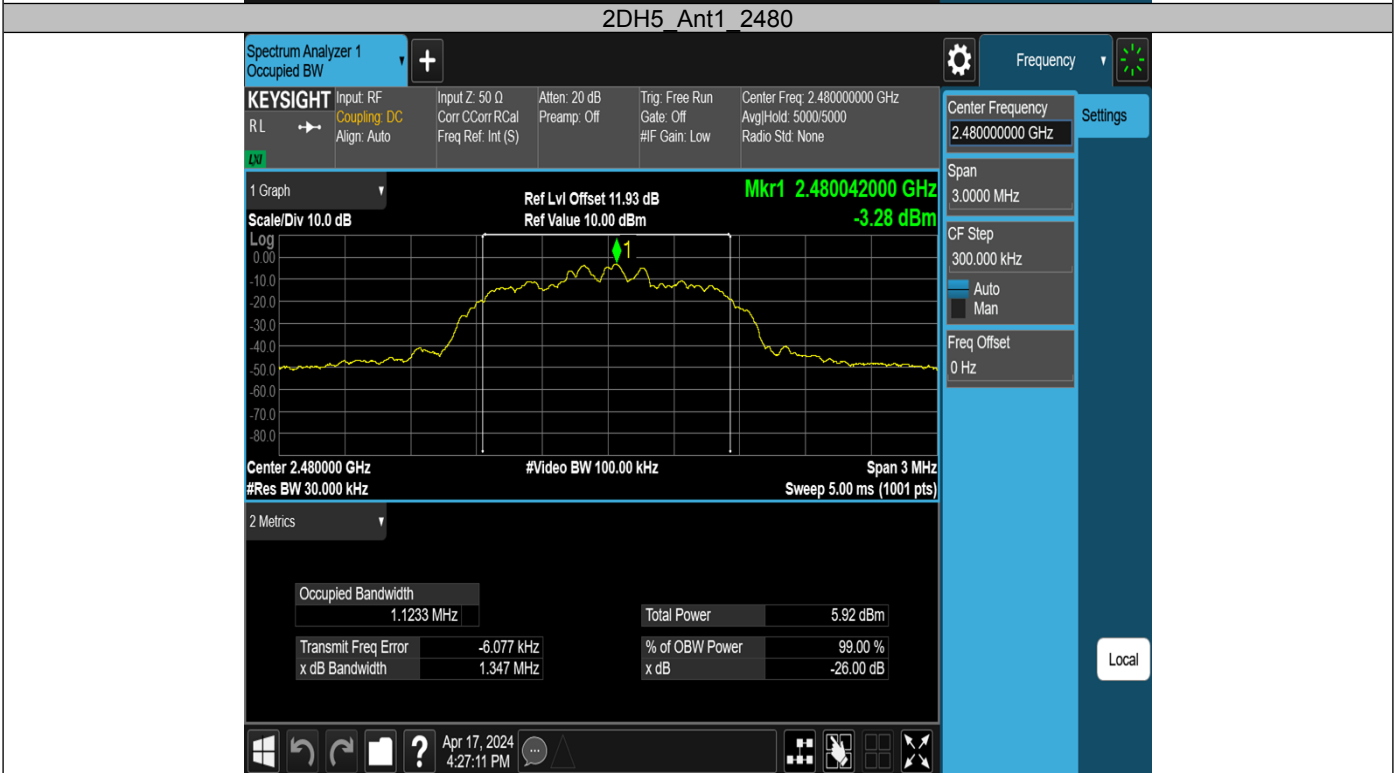 2DH5_Ant1_2480
Spectrum Analyzer 1
Occupied BW
+
Frequency
KEYSIGHT
R L
LXI
Input: RF
Coupling: DC
Align: Auto
Input Z: 50 Ω
Corr CCorr RCal
Freq Ref: Int (S)
Atten: 20 dB
Preamp: Off
Trig: Free Run
Gate: Off
#IF Gain: Low
Center Freq: 2.480000000 GHz
Avg|Hold: 5000/5000
Radio Std: None
Center Frequency
2.480000000 GHz
Settings
Span
3.0000 MHz
CF Step
300.000 kHz
Auto
Man
Freq Offset
0 Hz
Local
1 Graph
Scale/Div 10.0 dB
Ref Lvl Offset 11.93 dB
Ref Value 10.00 dBm
Mkr1 2.480042000 GHz
-3.28 dBm
Log
0.00
-10.0
-20.0
-30.0
-40.0
-50.0
-60.0
-70.0
-80.0
1
Center 2.480000 GHz
#Res BW 30.000 kHz
#Video BW 100.00 kHz
Span 3 MHz
Sweep 5.00 ms (1001 pts)
2 Metrics
Occupied Bandwidth
1.1233 MHz
Total Power 5.92 dBm
Transmit Freq Error -6.077 kHz
% of OBW Power 99.00 %
x dB Bandwidth 1.347 MHz
x dB -26.00 dB
?
Apr 17, 2024
4:27:11 PM